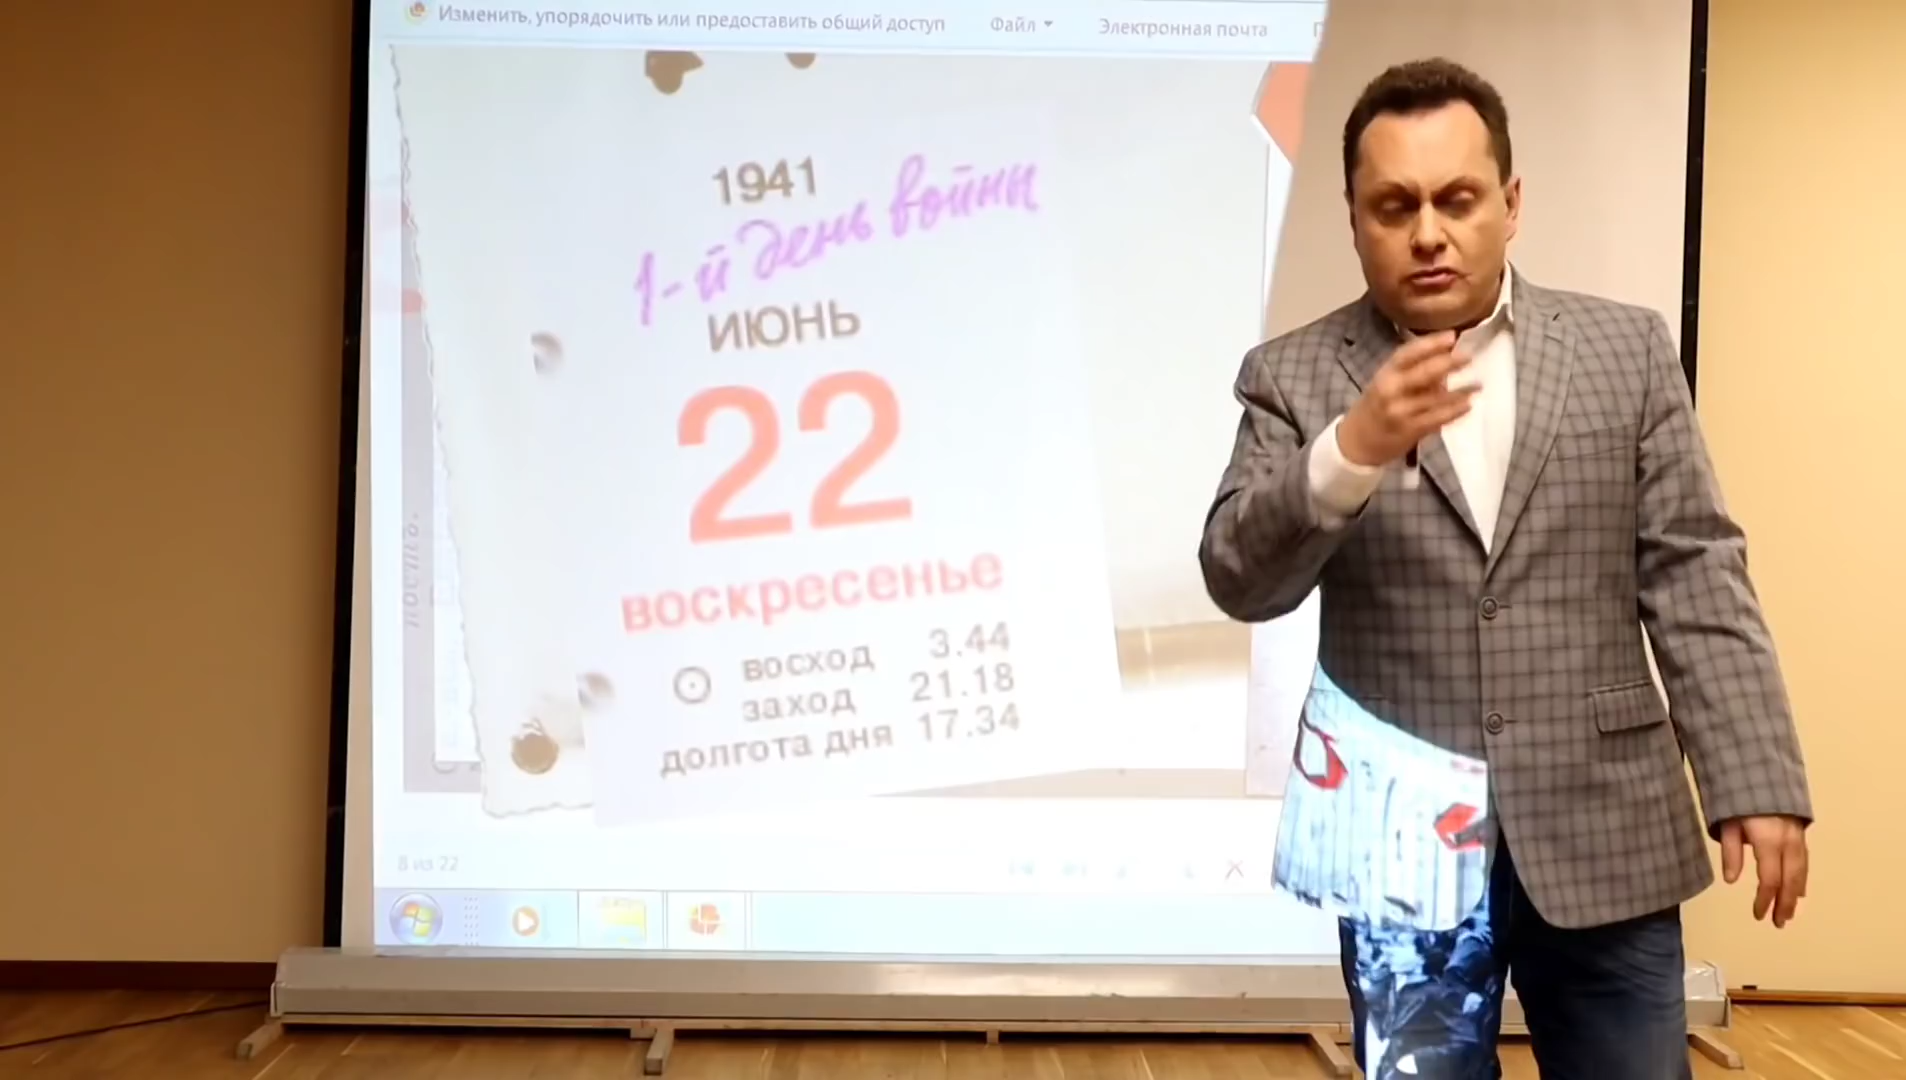 Изменить, упорядочить или предоставить общий доступ Файл Электронная почта
1941
1-й день войны
ИЮНЬ
22
воскресенье
восход 3.44
заход 21.18
долгота дня 17.34
8 из 22